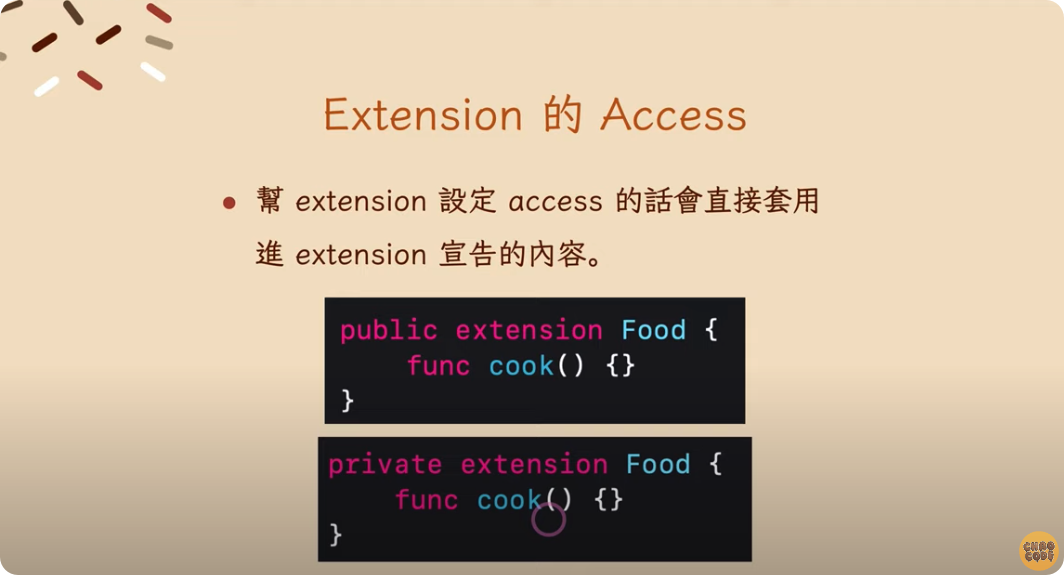 Extension 的 Access
幫 extension 設定 access 的話會直接套用
進 extension 宣告的內容。
public extension Food {
func cook() {}
}
private extension Food {
func cook() {}
}
CHAO
CODE